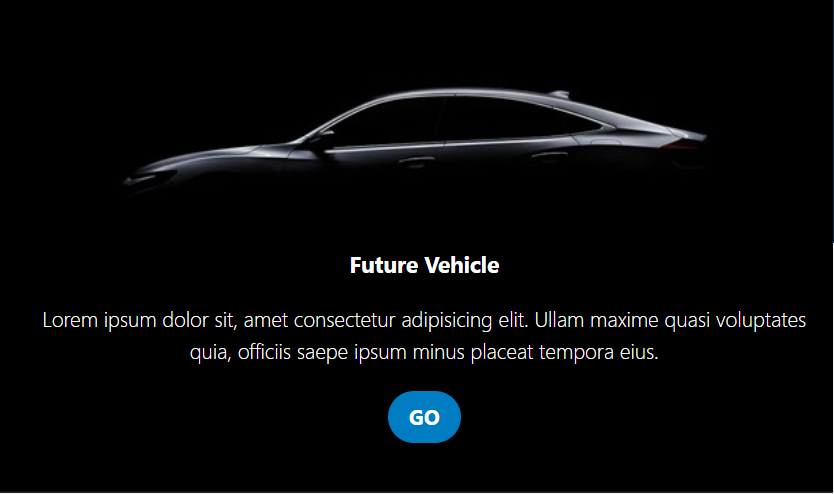 Future Vehicle
Lorem ipsum dolor sit, amet consectetur adipisicing elit. Ullam maxime quasi voluptates
quia, officiis saepe ipsum minus placeat tempora eius.
GO